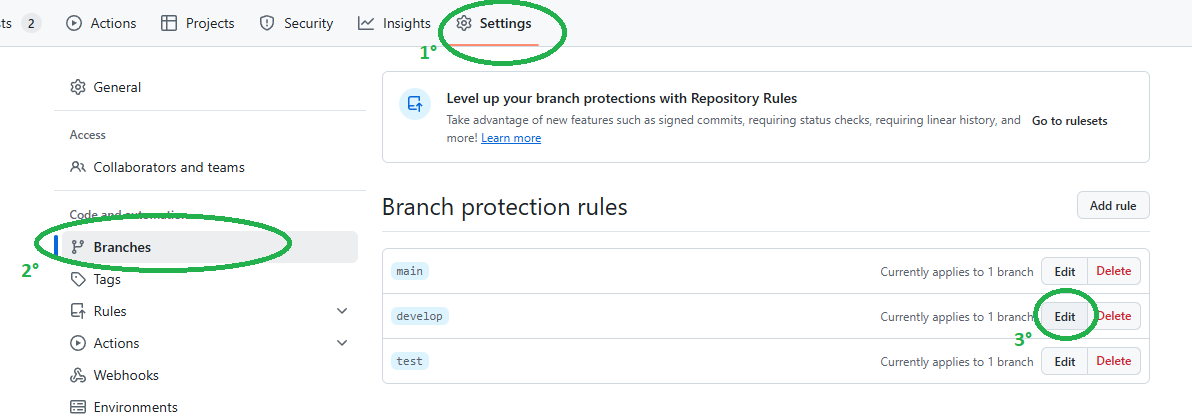 ts 2 Actions Projects Security Insights Settings
1°
General
Access
Collaborators and teams
Code and automation
2°
Branches
Tags
Rules
Actions
Webhooks
Environments
Level up your branch protections with Repository Rules
Take advantage of new features such as signed commits, requiring status checks, requiring linear history, and
more! Learn more
Go to rulesets
Branch protection rules
Add rule
main Currently applies to 1 branch Edit Delete
develop Currently applies to 1 branch Edit Delete
3°
test Currently applies to 1 branch Edit Delete